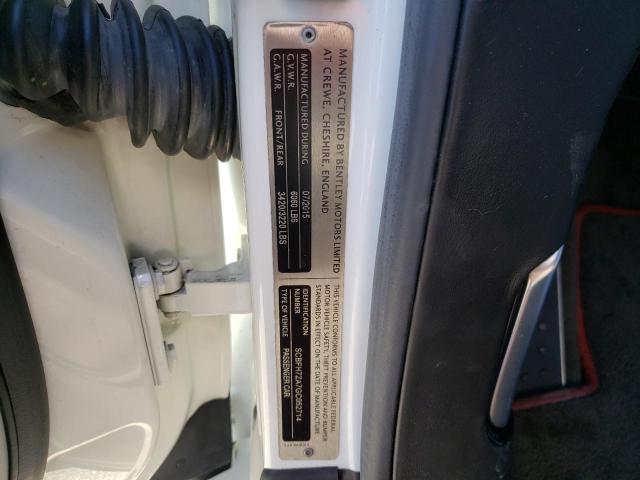 MANUFACTURED BY BENTLEY MOTORS LIMITED
AT CREWE, CHESHIRE, ENGLAND
MANUFACTURED DURING 07/2015
G.V.W.R. 6060 LBS
G.A.W.R. FRONT/REAR 3420/3220 LBS
THIS VEHICLE CONFORMS TO ALL APPLICABLE FEDERAL
MOTOR VEHICLE SAFETY, THEFT PREVENTION AND BUMPER
STANDARDS IN EFFECT ON THE DATE OF MANUFACTURE
IDENTIFICATION
NUMBER SCBFH7ZA7GC052714
TYPE OF VEHICLE PASSENGER CAR